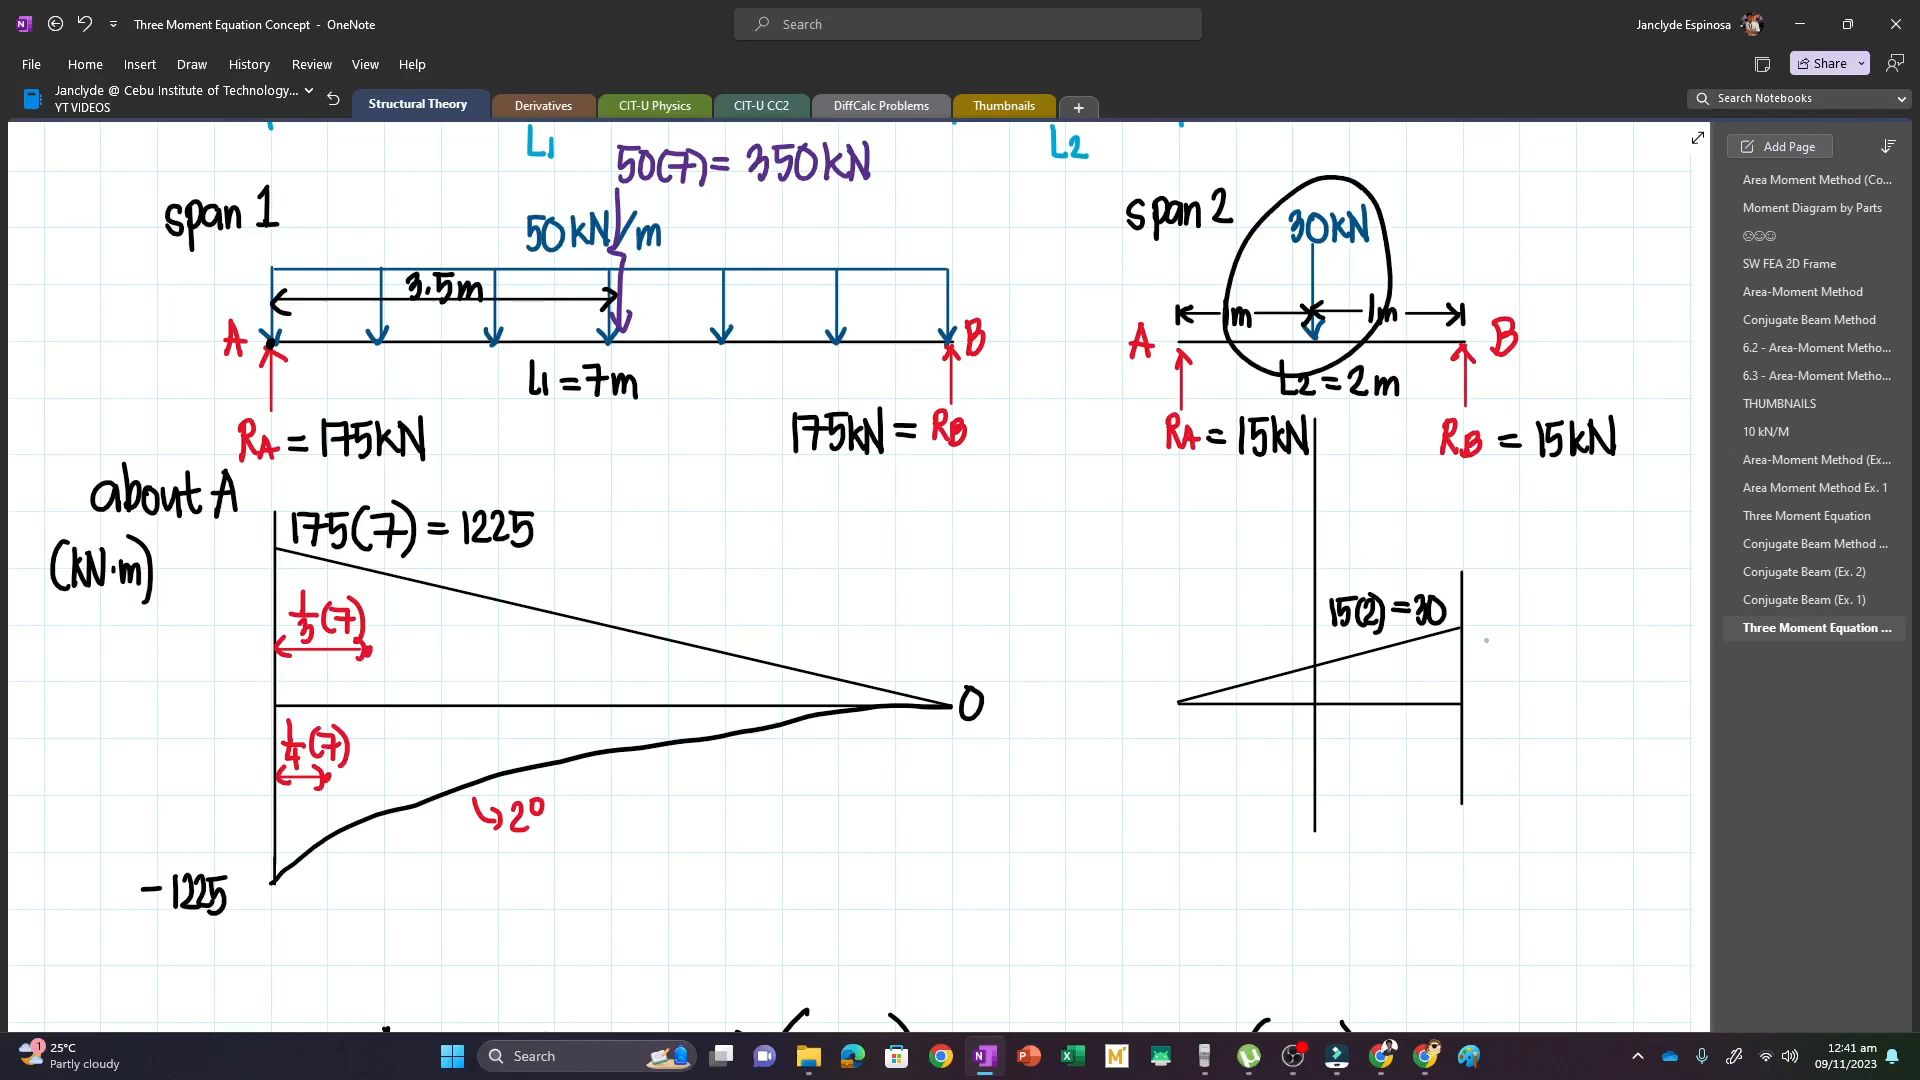 Three Moment Equation Concept - OneNote
Search
Janclyde Espinosa
File Home Insert Draw History Review View Help
Share
Janclyde @ Cebu Institute of Technology...
YT VIDEOS
Structural Theory
Derivatives
CIT-U Physics
CIT-U CC2
DiffCalc Problems
Thumbnails
+
Search Notebooks
L1
L2
50(7) = 350kN
span 1
50kN/m
3.5m
A
B
L1 = 7m
RA = 175kN
175kN = RB
span 2
30kN
1m
1m
A
B
L2 = 2m
RA = 15kN
RB = 15kN
about A
(kN·m)
175(7) = 1225
1/3(7)
0
1/4(7)
2°
-1225
15(2) = 30
Add Page
Area Moment Method (Co...
Moment Diagram by Parts
☹☺☺
SW FEA 2D Frame
Area-Moment Method
Conjugate Beam Method
6.2 - Area-Moment Metho...
6.3 - Area-Moment Metho...
THUMBNAILS
10 kN/M
Area-Moment Method (Ex...
Area Moment Method Ex. 1
Three Moment Equation
Conjugate Beam Method ...
Conjugate Beam (Ex. 2)
Conjugate Beam (Ex. 1)
Three Moment Equation ...
1
25°C
Partly cloudy
Search
12:41 am
09/11/2023